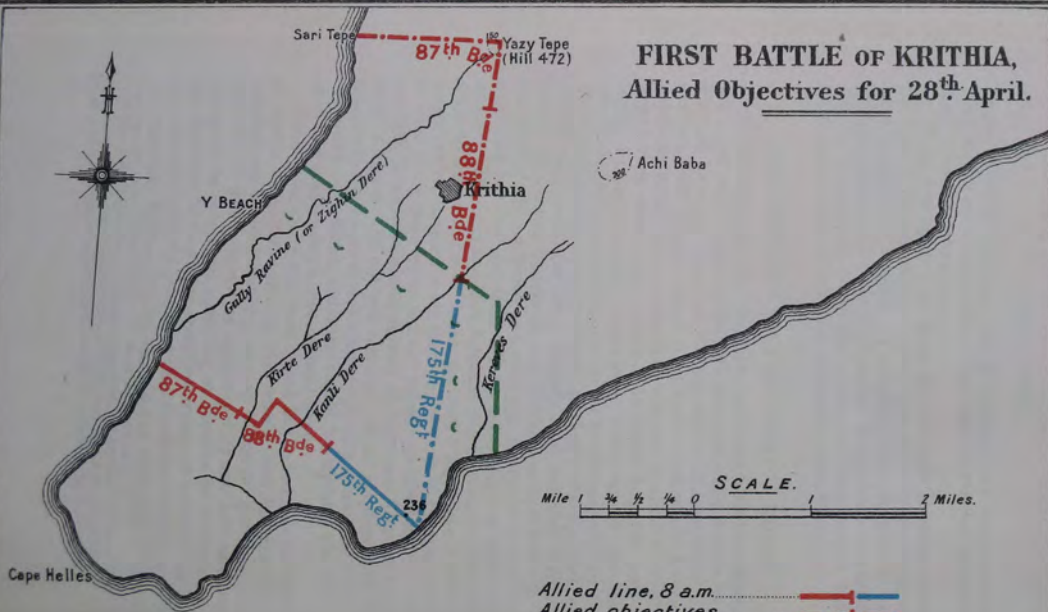 FIRST BATTLE OF KRITHIA,
Allied Objectives for 28th April.
Sari Tepe
87th Bde
150
Yazy Tepe
(Hill 472)
Achi Baba
Y BEACH
Krithia
88th Bde
Gully Ravine (or Zighin Dere)
Kirte Dere
Kanli Dere
Kereves Dere
175th Regt
87th Bde
88th Bde
175th Regt
236
Cape Helles
SCALE.
Mile 1 3/4 1/2 1/4 0 1 2 Miles.
Allied line, 8 a.m.
Allied objectives